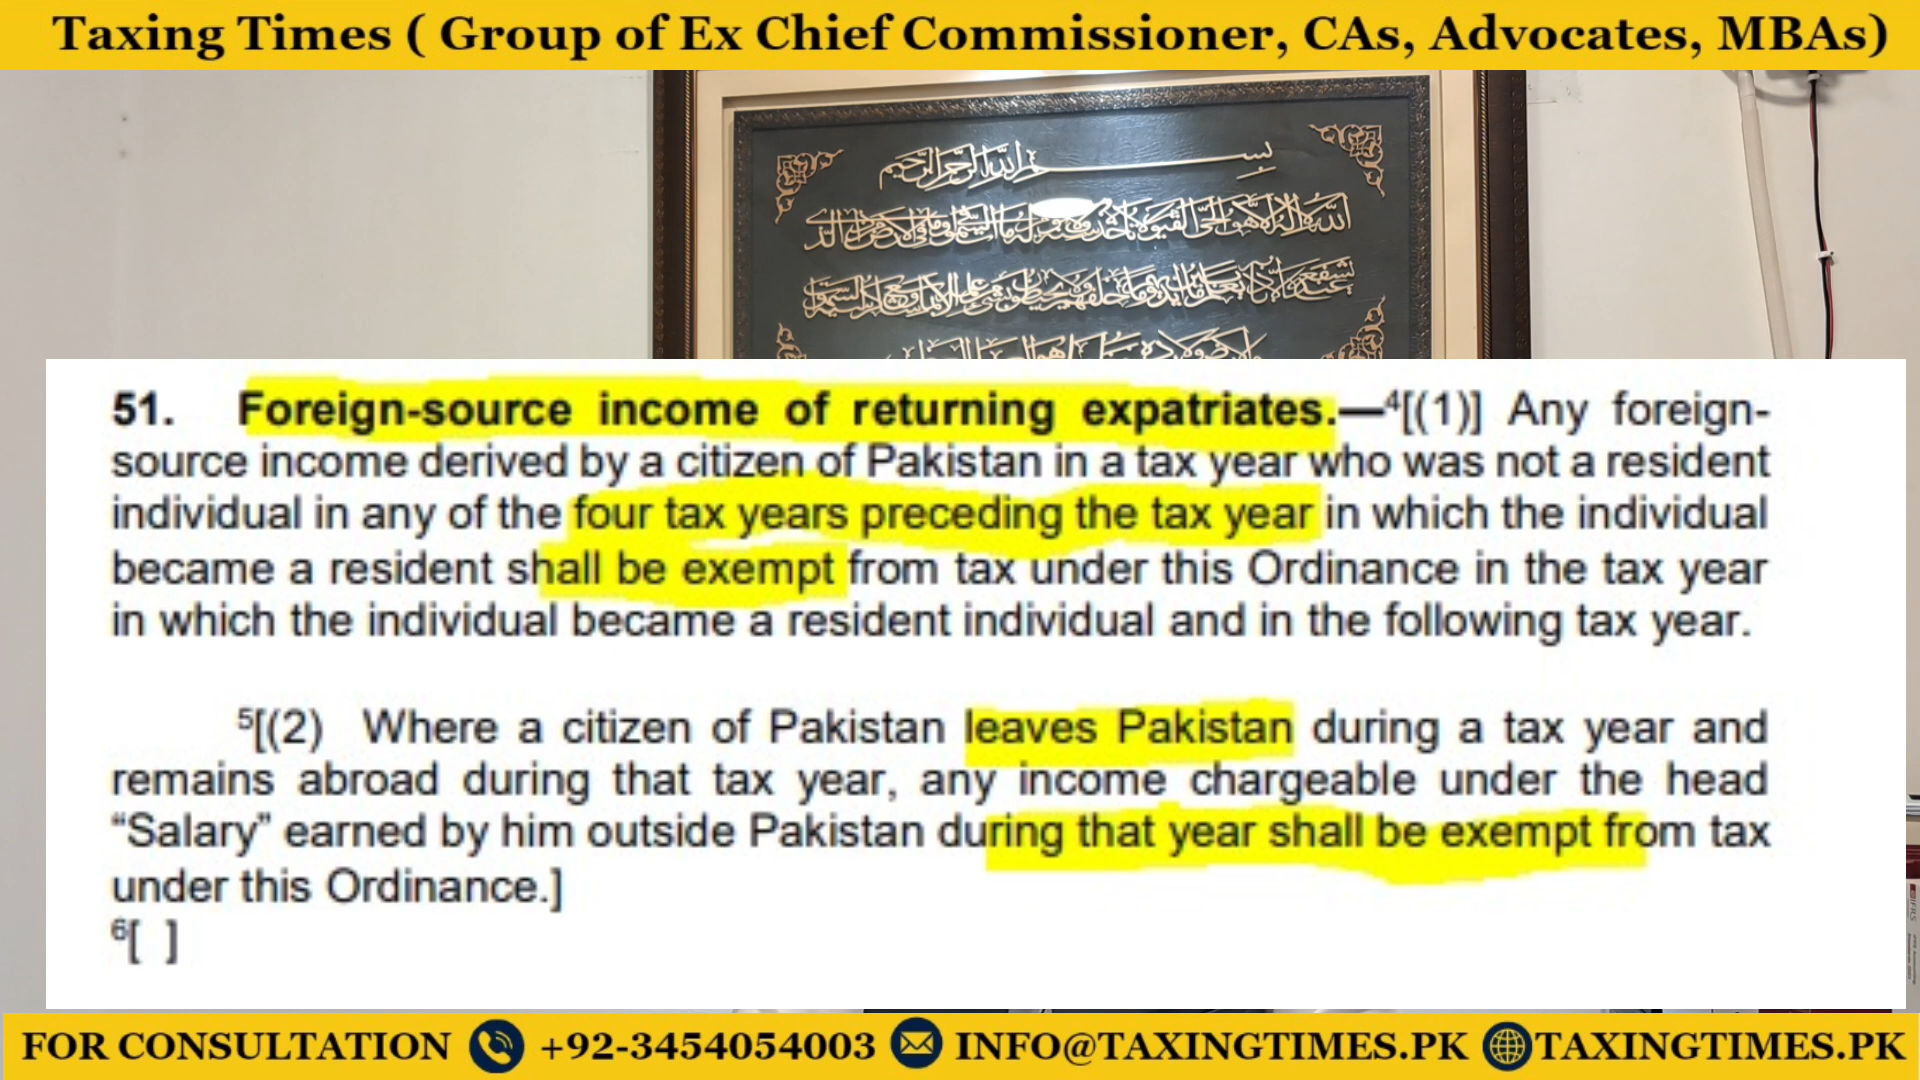 Taxing Times ( Group of Ex Chief Commissioner, CAs, Advocates, MBAs)
بسم الله الرحمن الرحيم
51. Foreign-source income of returning expatriates.—4[(1)] Any foreign-
source income derived by a citizen of Pakistan in a tax year who was not a resident
individual in any of the four tax years preceding the tax year in which the individual
became a resident shall be exempt from tax under this Ordinance in the tax year
in which the individual became a resident individual and in the following tax year.
5[(2) Where a citizen of Pakistan leaves Pakistan during a tax year and
remains abroad during that tax year, any income chargeable under the head
“Salary” earned by him outside Pakistan during that year shall be exempt from tax
under this Ordinance.]
6[ ]
FOR CONSULTATION +92-3454054003 INFO@TAXINGTIMES.PK TAXINGTIMES.PK